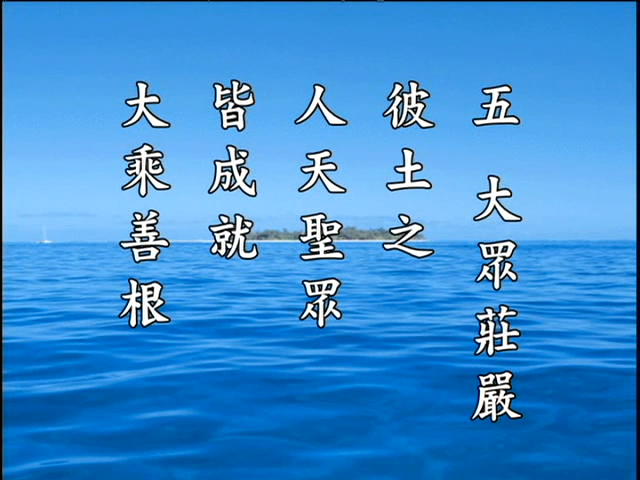 五 大眾莊嚴
彼土之
人天聖眾
皆成就
大乘善根